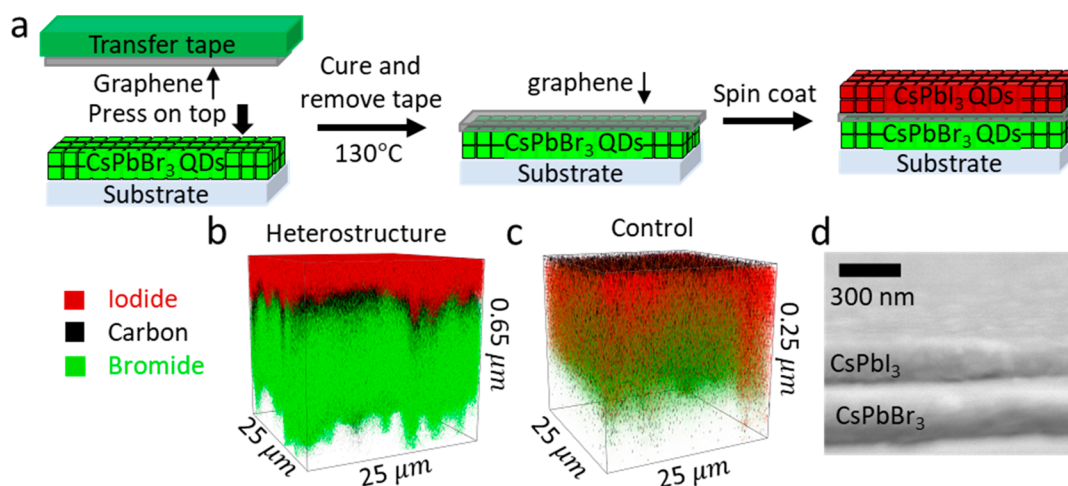 a
Transfer tape
Graphene
Press on top
CsPbBr₃ QDs
Substrate
Cure and
remove tape
130°C
graphene
CsPbBr₃ QDs
Substrate
Spin coat
CsPbI₃ QDs
CsPbBr₃ QDs
Substrate
b
Heterostructure
Iodide
Carbon
Bromide
0.65 μm
25 μm
25 μm
c
Control
0.25 μm
25 μm
25 μm
d
300 nm
CsPbI₃
CsPbBr₃